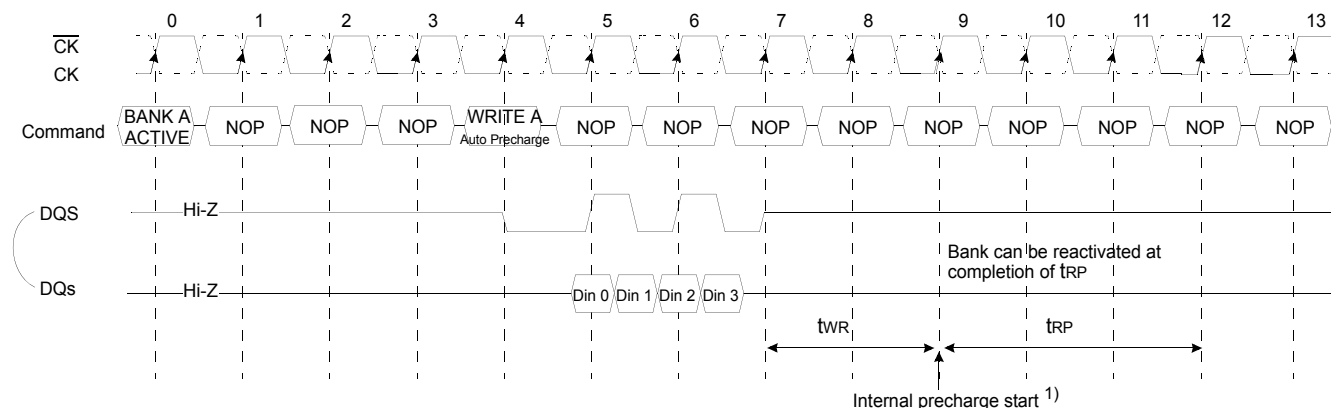 0 1 2 3 4 5 6 7 8 9 10 11 12 13
CK
CK
Command
BANK A
ACTIVE
NOP NOP NOP
WRITE A
Auto Precharge
NOP NOP NOP NOP NOP NOP NOP NOP NOP
DQS Hi-Z
Bank can be reactivated at
completion of tRP
DQs Hi-Z Din 0 Din 1 Din 2 Din 3
tWR tRP
Internal precharge start 1)